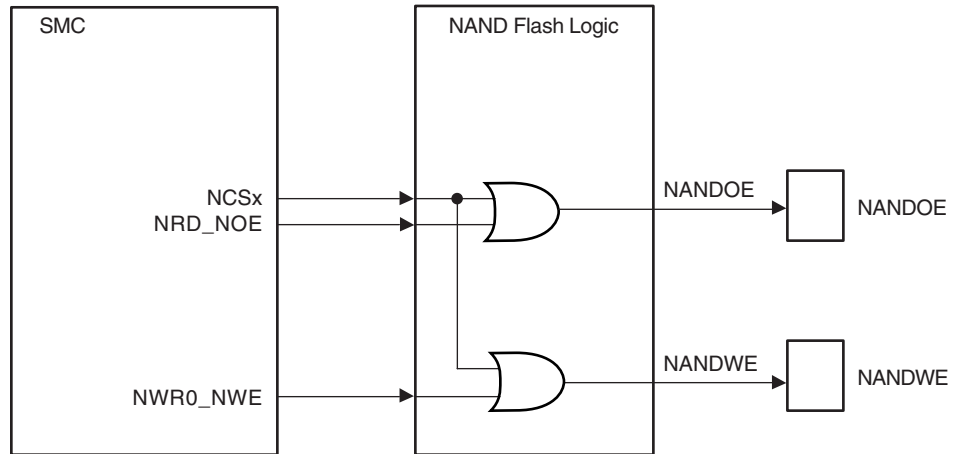 SMC
NAND Flash Logic
NCSx
NRD_NOE
NANDOE
NANDOE
NANDWE
NANDWE
NWR0_NWE